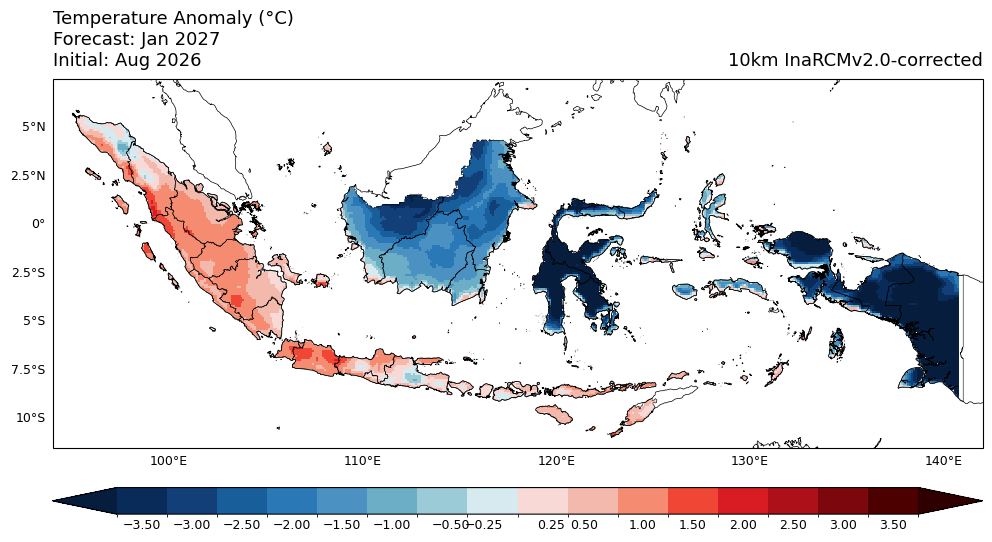 Temperature Anomaly (°C)
Forecast: Jan 2027
Initial: Aug 2026
10km InaRCMv2.0-corrected
5°N
2.5°N
0°
2.5°S
5°S
7.5°S
10°S
100°E 110°E 120°E 130°E 140°E
−3.50 −3.00 −2.50 −2.00 −1.50 −1.00 −0.50 −0.25 0.25 0.50 1.00 1.50 2.00 2.50 3.00 3.50